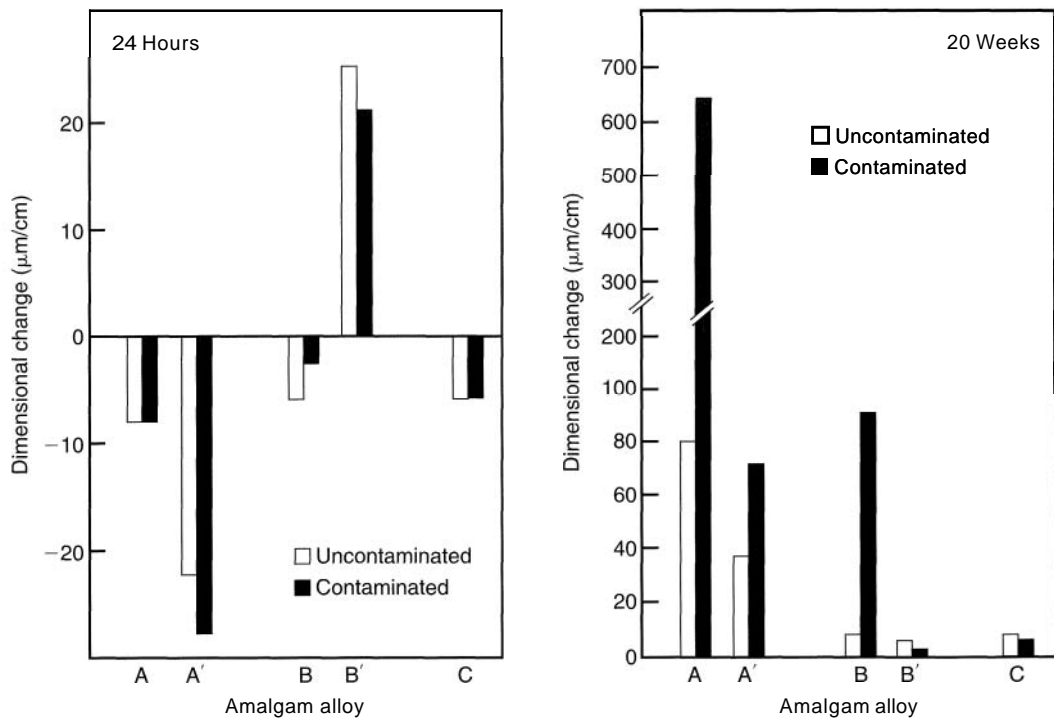 24 Hours
20
10
0
−10
−20
Dimensional change (μm/cm)
Uncontaminated
Contaminated
A A′ B B′ C
Amalgam alloy
20 Weeks
700
600
500
400
300
200
100
80
60
40
20
0
Dimensional change (μm/cm)
Uncontaminated
Contaminated
A A′ B B′ C
Amalgam alloy